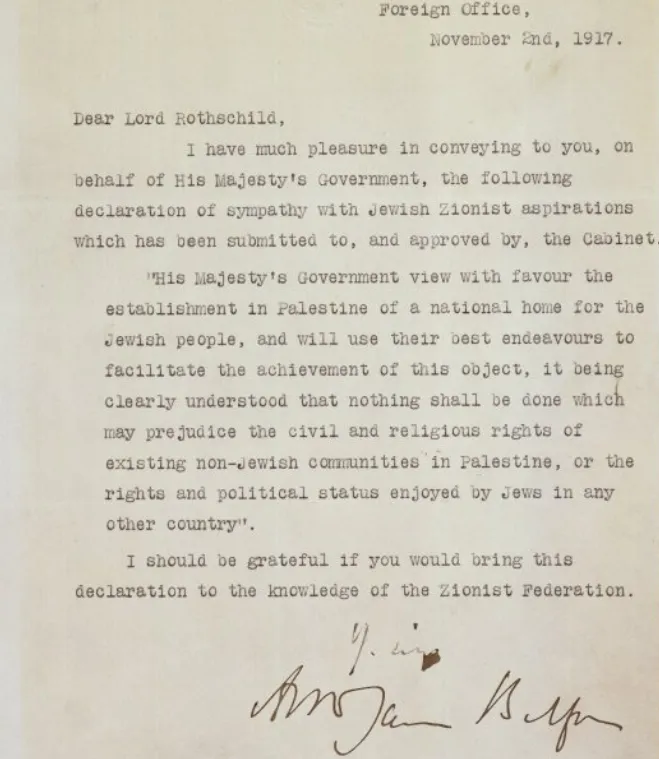 Foreign Office,
November 2nd, 1917.
Dear Lord Rothschild,
I have much pleasure in conveying to you, on
behalf of His Majesty's Government, the following
declaration of sympathy with Jewish Zionist aspirations
which has been submitted to, and approved by, the Cabinet.
"His Majesty's Government view with favour the
establishment in Palestine of a national home for the
Jewish people, and will use their best endeavours to
facilitate the achievement of this object, it being
clearly understood that nothing shall be done which
may prejudice the civil and religious rights of
existing non-Jewish communities in Palestine, or the
rights and political status enjoyed by Jews in any
other country".
I should be grateful if you would bring this
declaration to the knowledge of the Zionist Federation.
Arthur James Balfour